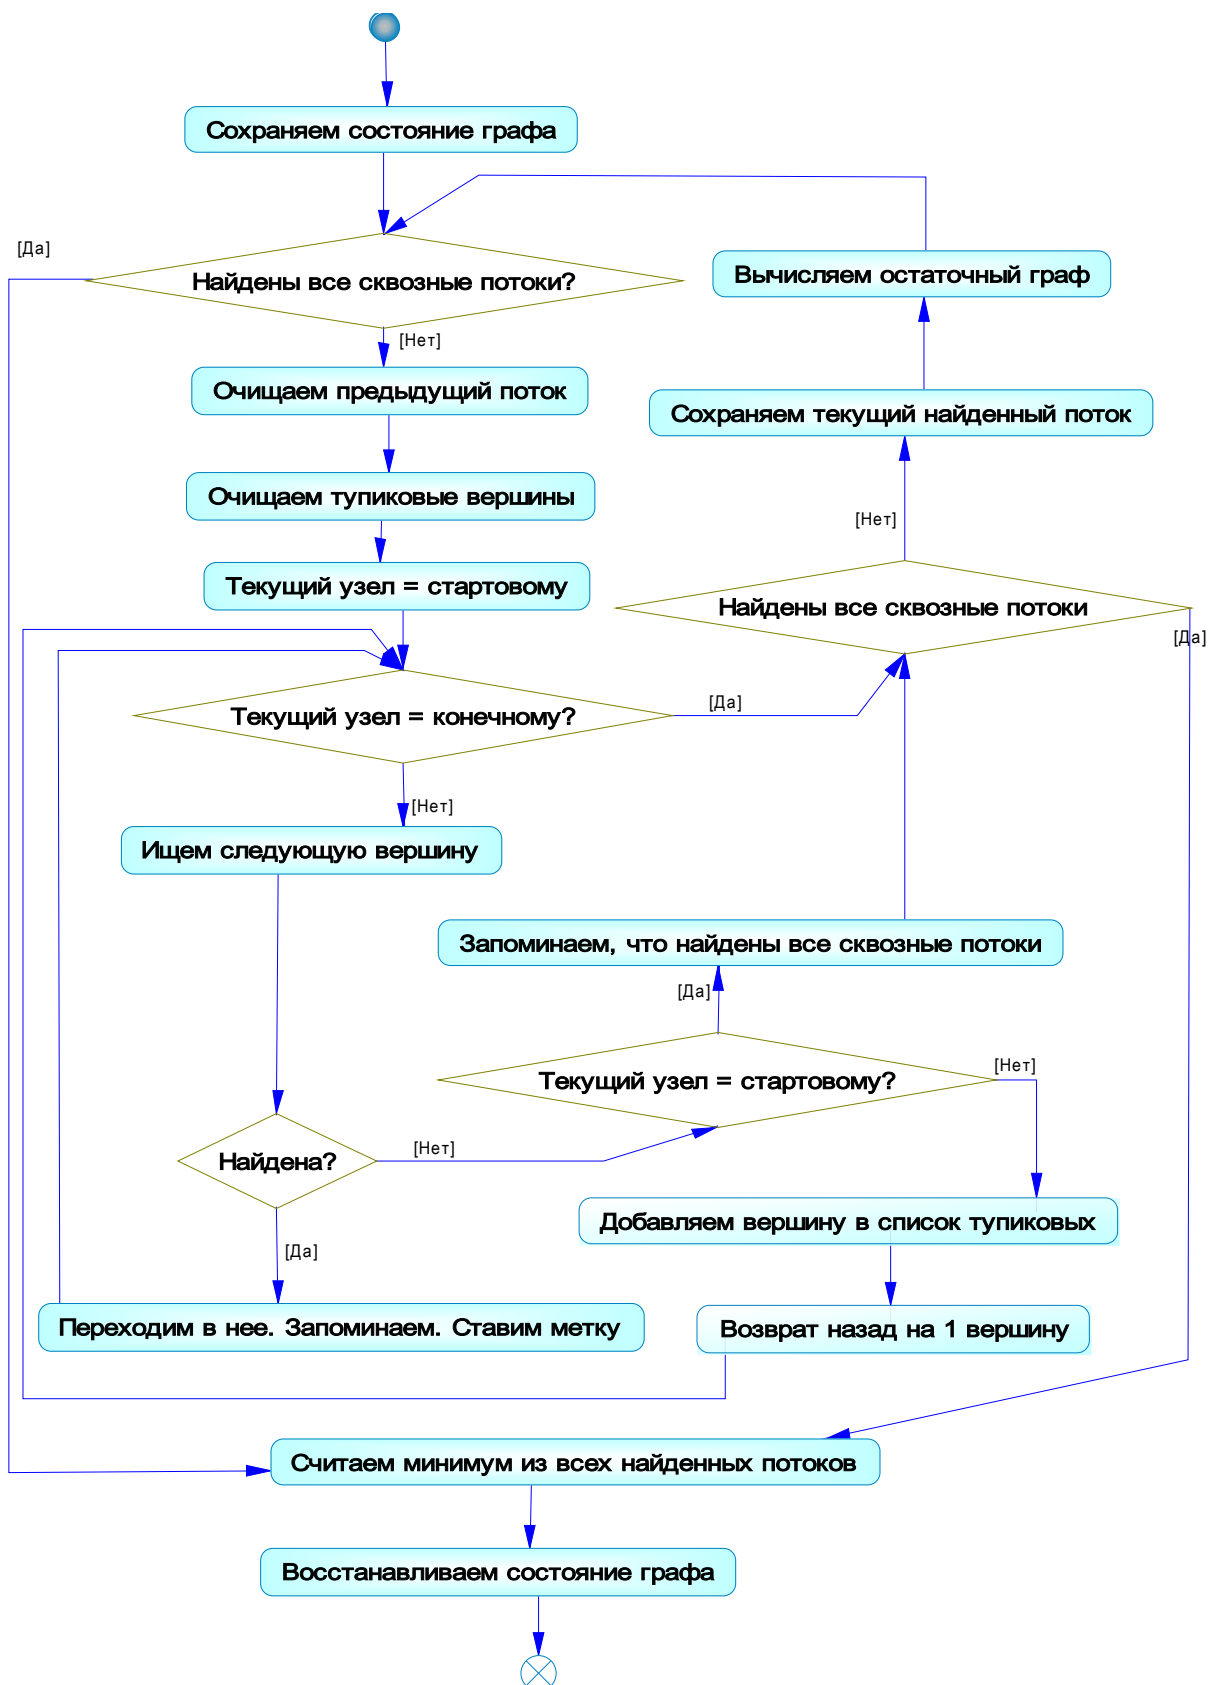 Сохраняем состояние графа
[Да]
Найдены все сквозные потоки?
Вычисляем остаточный граф
[Нет]
Очищаем предыдущий поток
Сохраняем текущий найденный поток
Очищаем тупиковые вершины
[Нет]
Текущий узел = стартовому
Найдены все сквозные потоки
[Да]
Текущий узел = конечному?
[Да]
[Нет]
Ищем следующую вершину
Запоминаем, что найдены все сквозные потоки
[Да]
Текущий узел = стартовому?
[Нет]
Найдена?
[Нет]
Добавляем вершину в список тупиковых
[Да]
Переходим в нее. Запоминаем. Ставим метку
Возврат назад на 1 вершину
Считаем минимум из всех найденных потоков
Восстанавливаем состояние графа